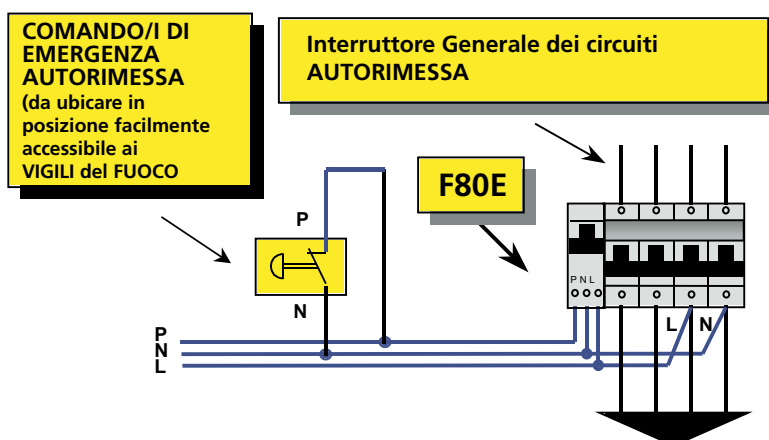 COMANDO/I DI
EMERGENZA
AUTORIMESSA
(da ubicare in
posizione facilmente
accessibile ai
VIGILI del FUOCO
Interruttore Generale dei circuiti
AUTORIMESSA
F80E
P
N
P N L
L N
P
N
L